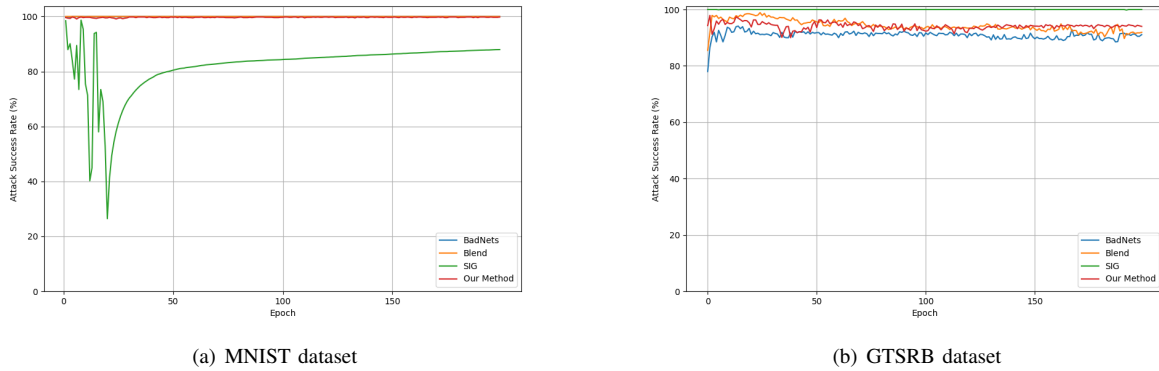 100
80
60
40
20
0
Attack Success Rate (%)
0
50
100
150
Epoch
BadNets
Blend
SIG
Our Method
(a) MNIST dataset
100
80
60
40
20
0
Attack Success Rate (%)
0
50
100
150
Epoch
BadNets
Blend
SIG
Our Method
(b) GTSRB dataset